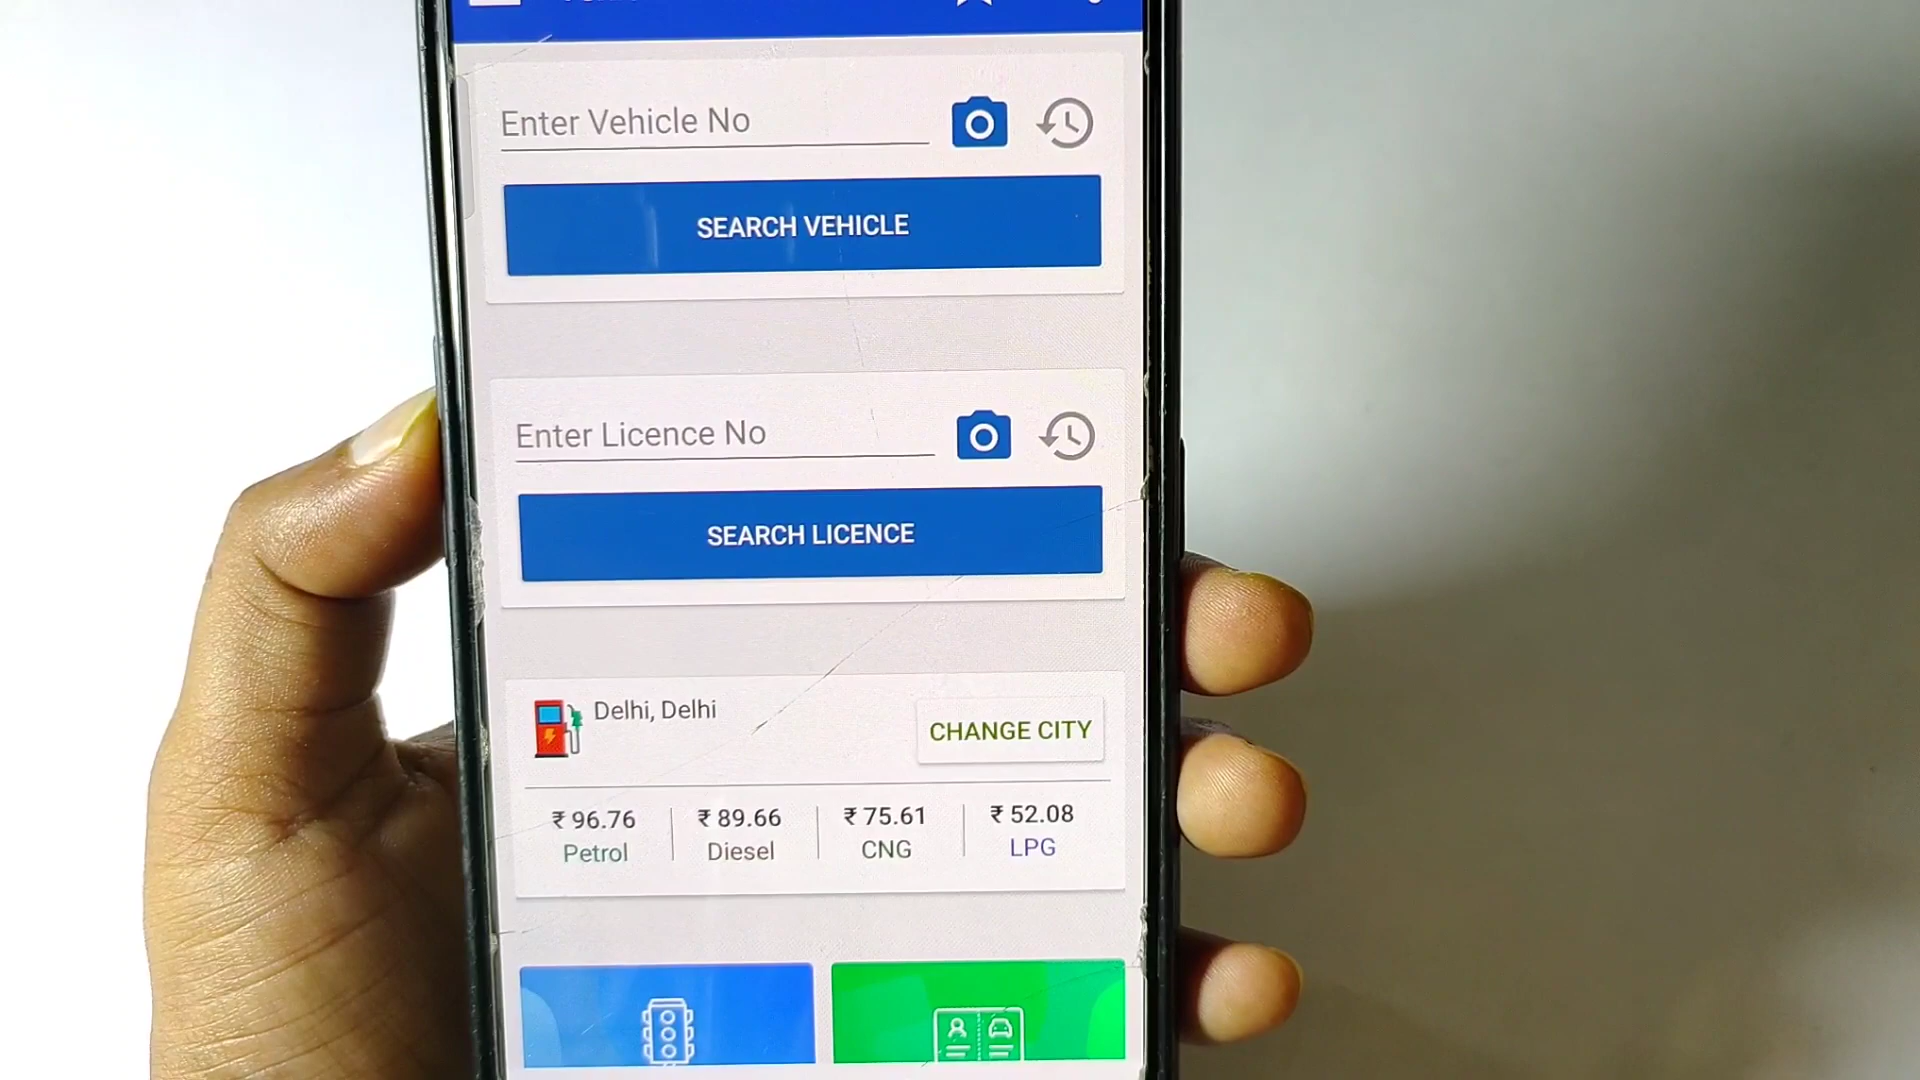 Enter Vehicle No
SEARCH VEHICLE
Enter Licence No
SEARCH LICENCE
Delhi, Delhi
CHANGE CITY
₹ 96.76 ₹ 89.66 ₹ 75.61 ₹ 52.08
Petrol Diesel CNG LPG